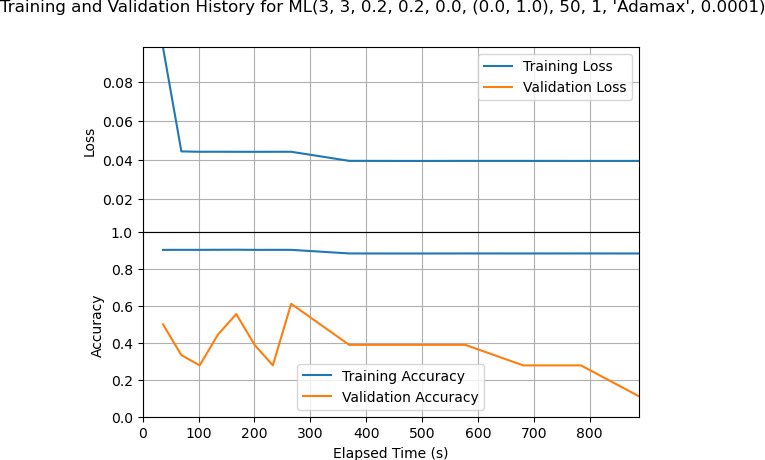 Training and Validation History for ML(3, 3, 0.2, 0.2, 0.0, (0.0, 1.0), 50, 1, 'Adamax', 0.0001)
Training Loss
Validation Loss
0.08
0.06
0.04
0.02
Loss
1.0
0.8
0.6
0.4
0.2
0.0
Accuracy
Training Accuracy
Validation Accuracy
0 100 200 300 400 500 600 700 800
Elapsed Time (s)